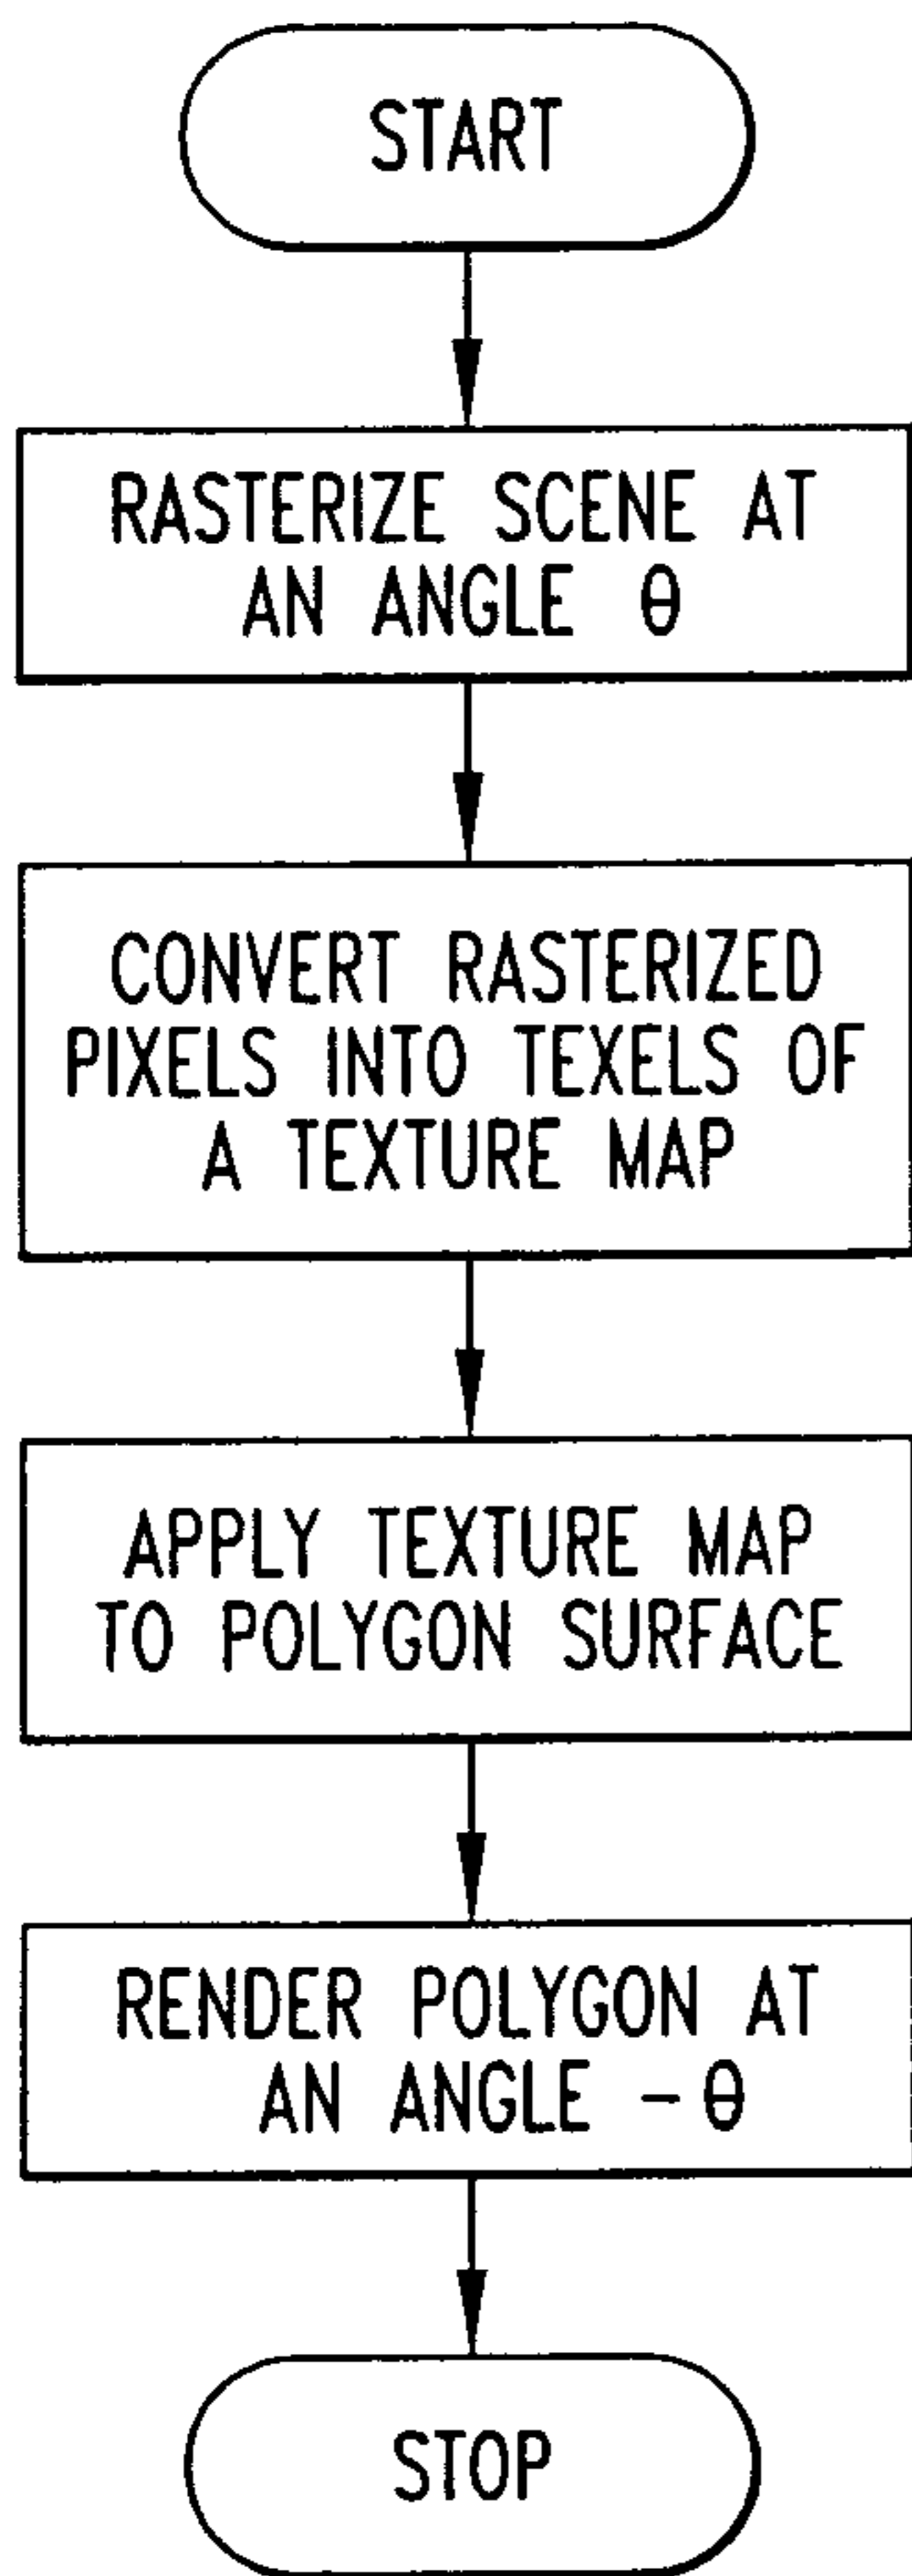 START
RASTERIZE SCENE AT
AN ANGLE θ
CONVERT RASTERIZED
PIXELS INTO TEXELS OF
A TEXTURE MAP
APPLY TEXTURE MAP
TO POLYGON SURFACE
RENDER POLYGON AT
AN ANGLE -θ
STOP